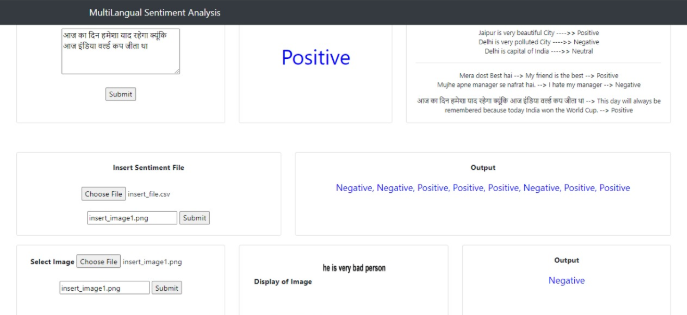 MultiLangual Sentiment Analysis
आज का दिन हमेशा याद रहेगा क्यूंकि
आज इंडिया वर्ल्ड कप जीता था
Submit
Positive
Jaipur is very beautiful City ---->> Positive
Delhi is very polluted City ---->> Negative
Delhi is capital of India ---->> Neutral
Mera dost Best hai --> My friend is the best --> Positive
Mujhe apne manager se nafrat hai. --> I hate my manager --> Negative
आज का दिन हमेशा याद रहेगा क्यूंकि आज इंडिया वर्ल्ड कप जीता था --> This day will always be
remembered because today India won the World Cup. --> Positive
Insert Sentiment File
Choose File insert_file.csv
insert_image1.png Submit
Output
Negative, Negative, Positive, Positive, Positive, Negative, Positive, Positive
Select Image Choose File insert_image1.png
insert_image1.png Submit
he is very bad person
Display of Image
Output
Negative